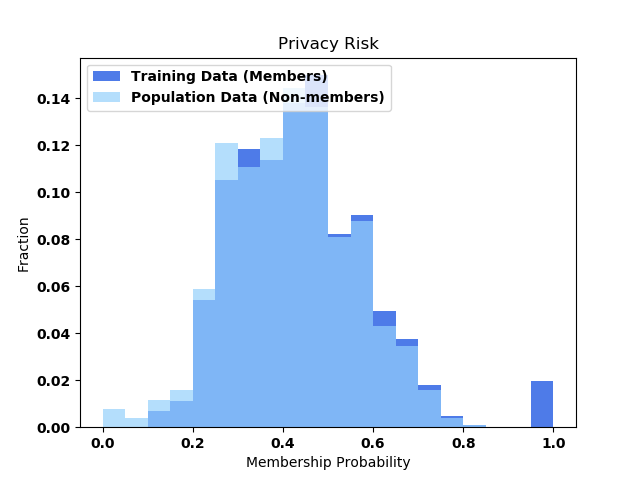 Privacy Risk
Training Data (Members)
Population Data (Non-members)
0.14
0.12
0.10
0.08
0.06
0.04
0.02
0.00
Fraction
0.0 0.2 0.4 0.6 0.8 1.0
Membership Probability